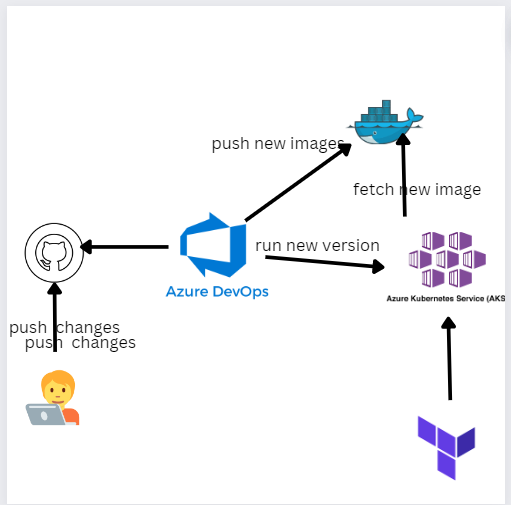 push new images
fetch new image
run new version
Azure DevOps
Azure Kubernetes Service (AKS
push changes
push changes